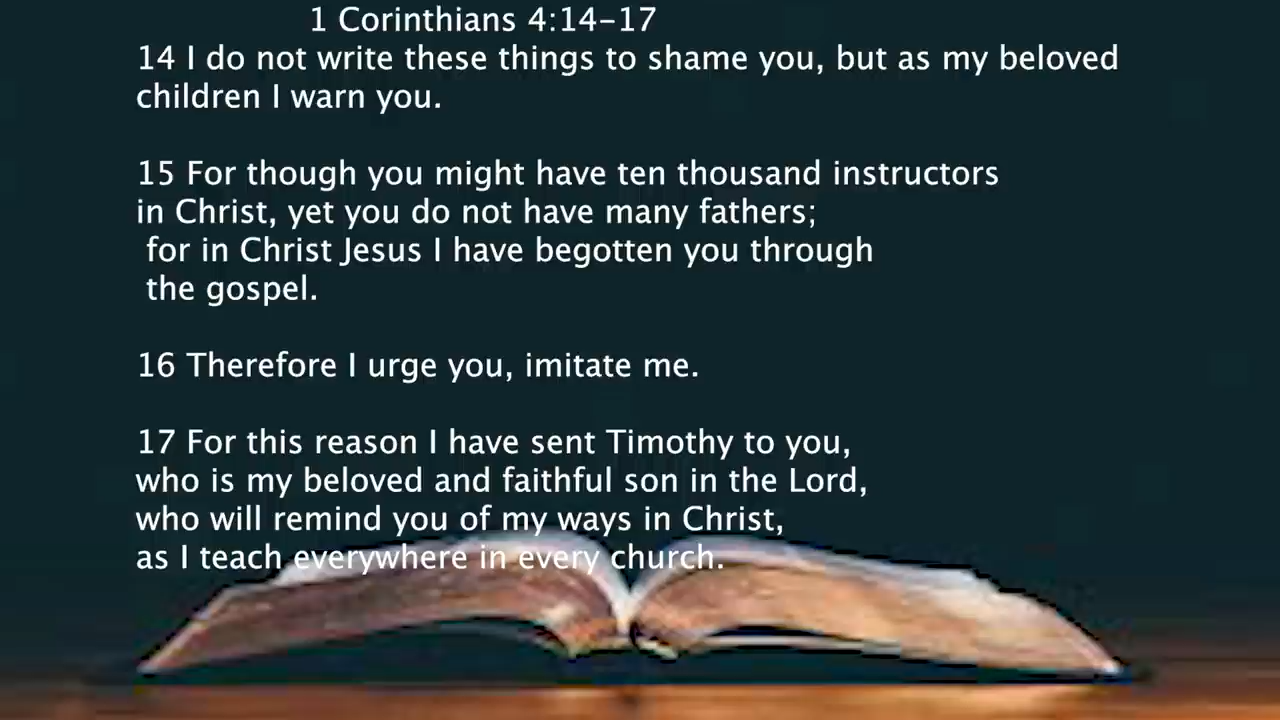 1 Corinthians 4:14-17
14 I do not write these things to shame you, but as my beloved
children I warn you.
15 For though you might have ten thousand instructors
in Christ, yet you do not have many fathers;
for in Christ Jesus I have begotten you through
the gospel.
16 Therefore I urge you, imitate me.
17 For this reason I have sent Timothy to you,
who is my beloved and faithful son in the Lord,
who will remind you of my ways in Christ,
as I teach everywhere in every church.